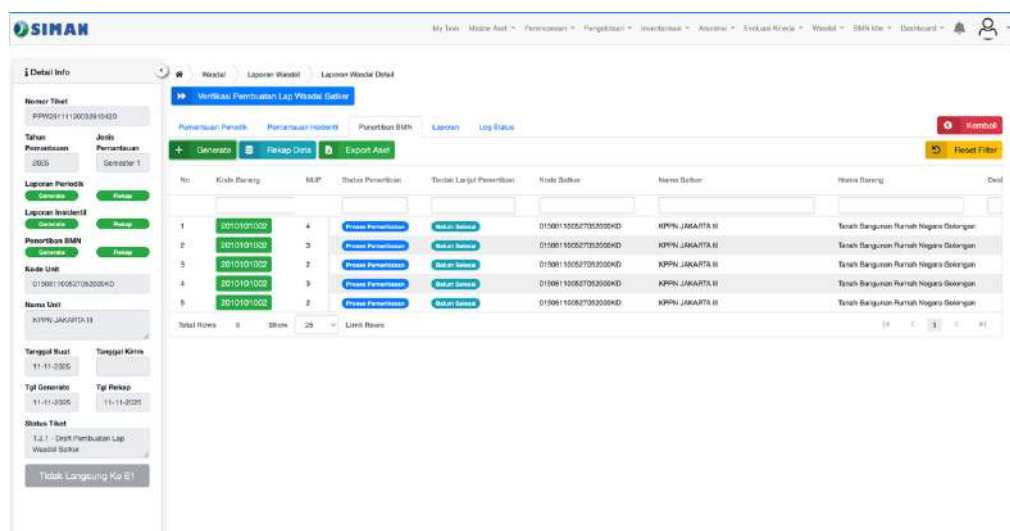 SIMAN
My Task Master Aset Perencanaan Pengelolaan Inventarisasi Asuransi Evaluasi Kinerja Wasdal BMN Idle Dashboard
i Detail Info
Wasdal Laporan Wasdal Laporan Wasdal Detail
Verifikasi Pembuatan Lap Wasdal Satker
Nomor Tiket
Pemantauan Periodik Pemantauan Insidentil Penertiban BMN Laporan Log Status Kembali
Tahun Pemantauan Jenis Pemantauan
2025 Semester 1
Generate Rekap Data Export Aset Reset Filter
Laporan Periodik
Generate Rekap
Laporan Insidentil
Generate Rekap
Penertiban BMN
Generate Rekap
Kode Unit
Nama Unit
KPPN JAKARTA III
Tanggal Buat Tanggal Kirim
11-11-2025
Tgl Generate Tgl Rekap
11-11-2025 11-11-2025
Status Tiket
1.2.1 - Draft Pembuatan Lap Wasdal Satker
Tidak Langsung Ke E1
No Kode Barang NUP Status Penertiban Tindak Lanjut Penertiban Kode Satker Nama Satker Nama Barang
1 2010101002 4 Proses Penertiban Belum Selesai KPPN JAKARTA III Tanah Bangunan Rumah Negara Golongan
2 2010101002 3 Proses Penertiban Belum Selesai KPPN JAKARTA III Tanah Bangunan Rumah Negara Golongan
3 2010101002 2 Proses Penertiban Belum Selesai KPPN JAKARTA III Tanah Bangunan Rumah Negara Golongan
4 2010101002 3 Proses Penertiban Belum Selesai KPPN JAKARTA III Tanah Bangunan Rumah Negara Golongan
5 2010101002 2 Proses Penertiban Belum Selesai KPPN JAKARTA III Tanah Bangunan Rumah Negara Golongan
Total Rows 5 Show 25 Limit Rows 1